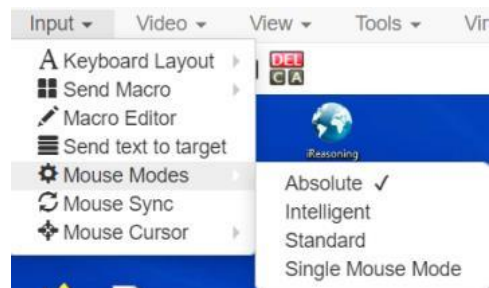 Input Video View Tools Vir
A Keyboard Layout
DEL
C A
Send Macro
Macro Editor
Send text to target
iReasoning
Mouse Modes
Absolute ✓
Mouse Sync
Intelligent
Mouse Cursor
Standard
Single Mouse Mode